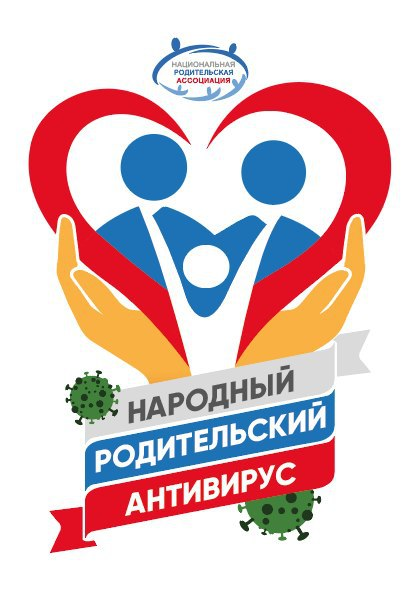 НАЦИОНАЛЬНАЯ
РОДИТЕЛЬСКАЯ
АССОЦИАЦИЯ
НАРОДНЫЙ
РОДИТЕЛЬСКИЙ
АНТИВИРУС